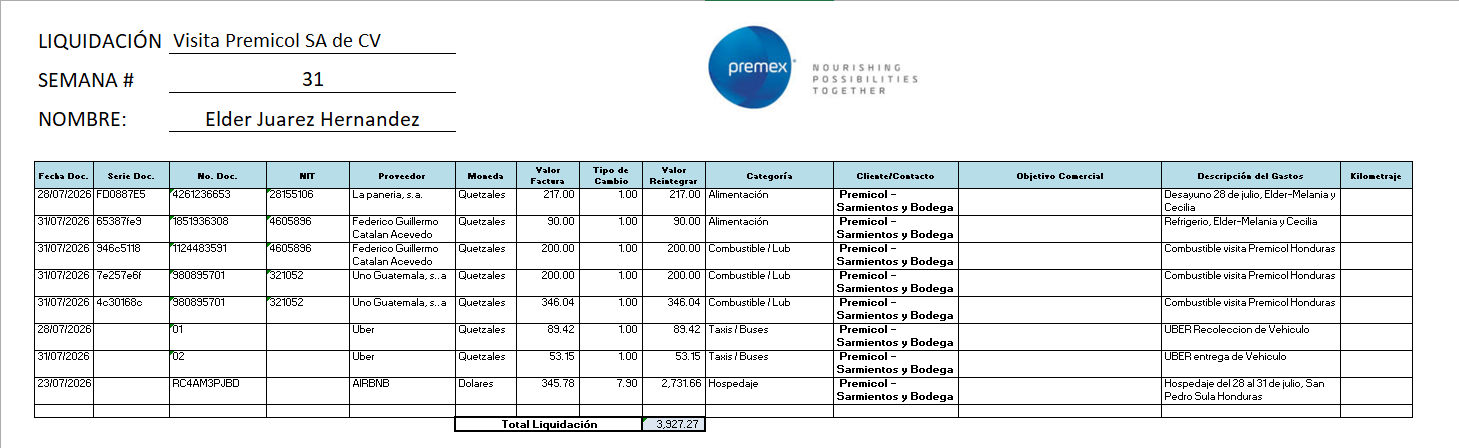 LIQUIDACIÓN Visita Premicol SA de CV
SEMANA # 31
NOMBRE: Elder Juarez Hernandez
premex
NOURISHING
POSSIBILITIES
TOGETHER
Fecha Doc. Serie Doc. No. Doc. NIT Proveedor Moneda Valor Factura Tipo de Cambio Valor Reintegrar Categoría Cliente/Contacto Objetivo Comercial Descripción del Gastos Kilometraje
28/07/2026 FD0887E5 4261236653 28155106 La paneria, s.a. Quetzales 217.00 1.00 217.00 Alimentación Premicol - Sarmientos y Bodega Desayuno 28 de julio, Elder-Melania y Cecilia
31/07/2026 65387fe9 1851936308 4605896 Federico Guillermo Catalan Acevedo Quetzales 90.00 1.00 90.00 Alimentación Premicol - Sarmientos y Bodega Refrigerio, Elder-Melania y Cecilia
31/07/2026 946c5118 1124483591 4605896 Federico Guillermo Catalan Acevedo Quetzales 200.00 1.00 200.00 Combustible / Lub Premicol - Sarmientos y Bodega Combustible visita Premicol Honduras
31/07/2026 7e257e6f 980895701 321052 Uno Guatemala, s..a Quetzales 200.00 1.00 200.00 Combustible / Lub Premicol - Sarmientos y Bodega Combustible visita Premicol Honduras
31/07/2026 4c30168c 980895701 321052 Uno Guatemala, s..a Quetzales 346.04 1.00 346.04 Combustible / Lub Premicol - Sarmientos y Bodega Combustible visita Premicol Honduras
28/07/2026 01 Uber Quetzales 89.42 1.00 89.42 Taxis / Buses Premicol - Sarmientos y Bodega UBER Recoleccion de Vehiculo
31/07/2026 02 Uber Quetzales 53.15 1.00 53.15 Taxis / Buses Premicol - Sarmientos y Bodega UBER entrega de Vehiculo
23/07/2026 RC4AM3PJBD AIRBNB Dolares 345.78 7.90 2,731.66 Hospedaje Premicol - Sarmientos y Bodega Hospedaje del 28 al 31 de julio, San Pedro Sula Honduras
Total Liquidación 3,927.27